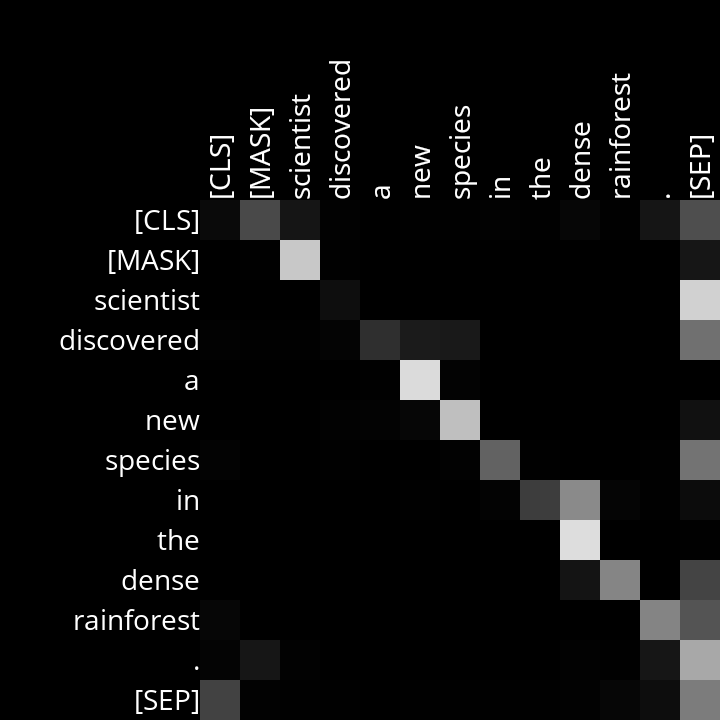 [CLS]
[MASK]
scientist
discovered
a
new
species
in
the
dense
rainforest
.
[SEP]
[CLS]
[MASK]
scientist
discovered
a
new
species
in
the
dense
rainforest
.
[SEP]